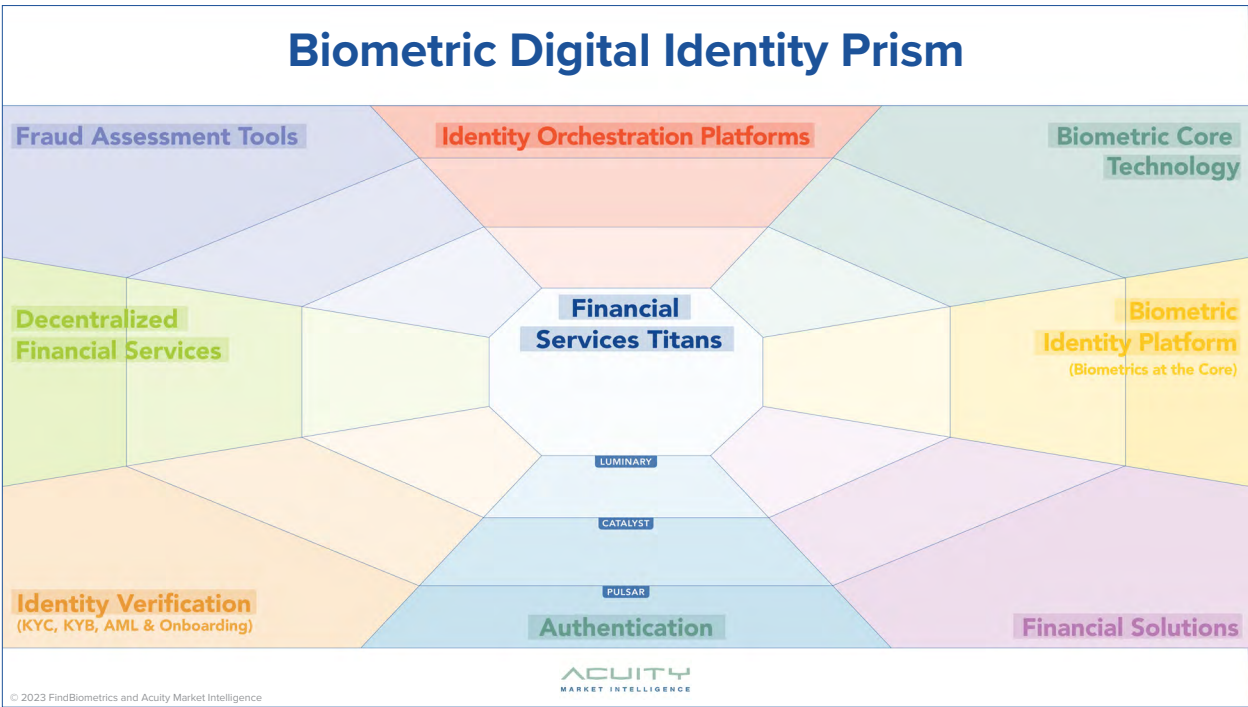 Biometric Digital Identity Prism
Fraud Assessment Tools
Identity Orchestration Platforms
Biometric Core
Technology
Decentralized
Financial Services
Financial
Services Titans
Biometric
Identity Platform
(Biometrics at the Core)
LUMINARY
CATALYST
PULSAR
Identity Verification
(KYC, KYB, AML & Onboarding)
Authentication
Financial Solutions
ACUITY
MARKET INTELLIGENCE
© 2023 FindBiometrics and Acuity Market Intelligence